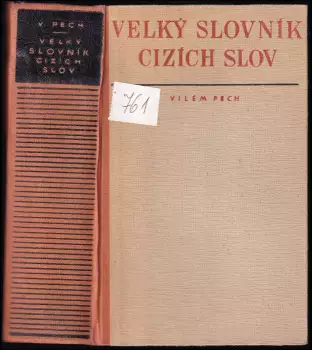 V. PECH
VELKÝ
SLOVNÍK
CIZÍCH
SLOV
761
VELKÝ SLOVNÍK
CIZÍCH SLOV
VILÉM PECH